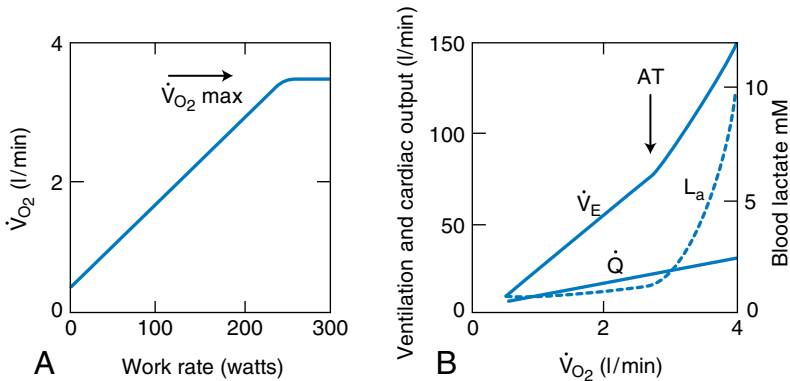 4
2
0
V̇O₂ (l/min)
V̇O₂ max
0
100
200
300
Work rate (watts)
A
Ventilation and cardiac output (l/min)
150
100
50
0
AT
V̇E
Q̇
La
10
5
0
Blood lactate mM
0
2
4
V̇O₂ (l/min)
B